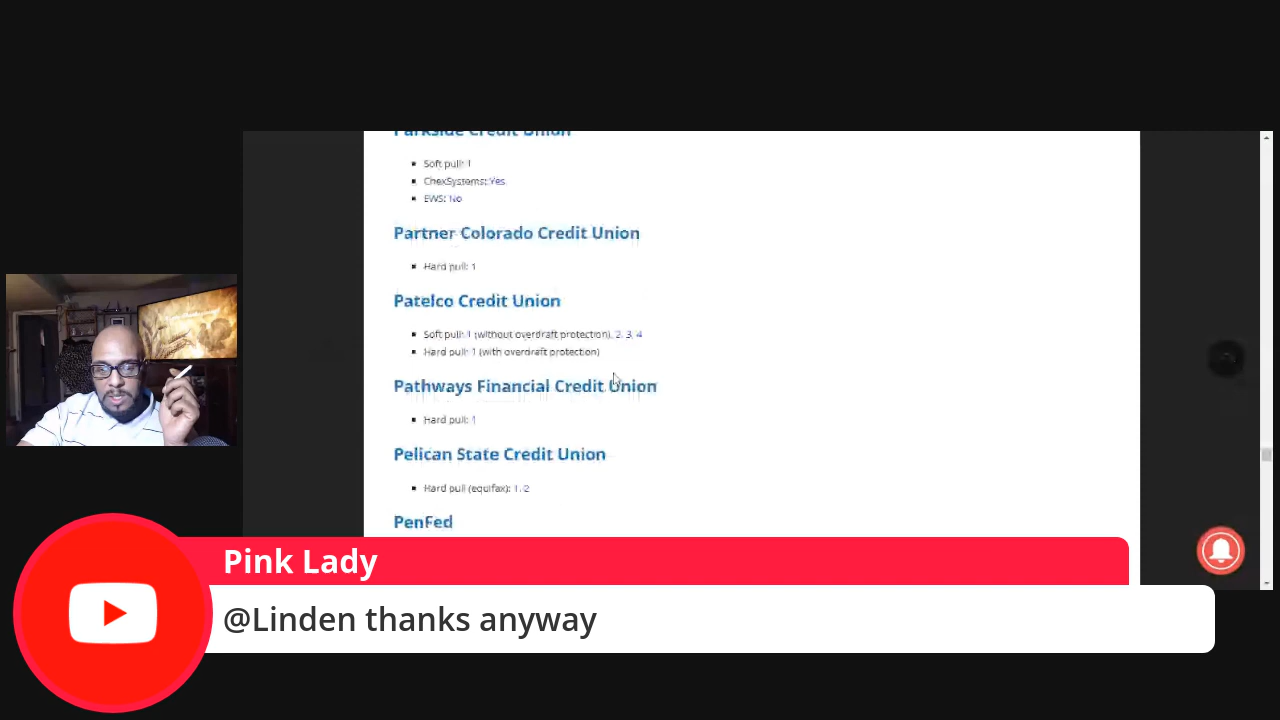 Parkside Credit Union
Soft pull: 1
ChexSystems: Yes
EWS: No
Partner Colorado Credit Union
Hard pull: 1
Patelco Credit Union
Soft pull: 1 (without overdraft protection), 2, 3, 4
Hard pull: 1 (with overdraft protection)
Pathways Financial Credit Union
Hard pull: 1
Pelican State Credit Union
Hard pull (equifax): 1, 2
PenFed
Pink Lady
@Linden thanks anyway